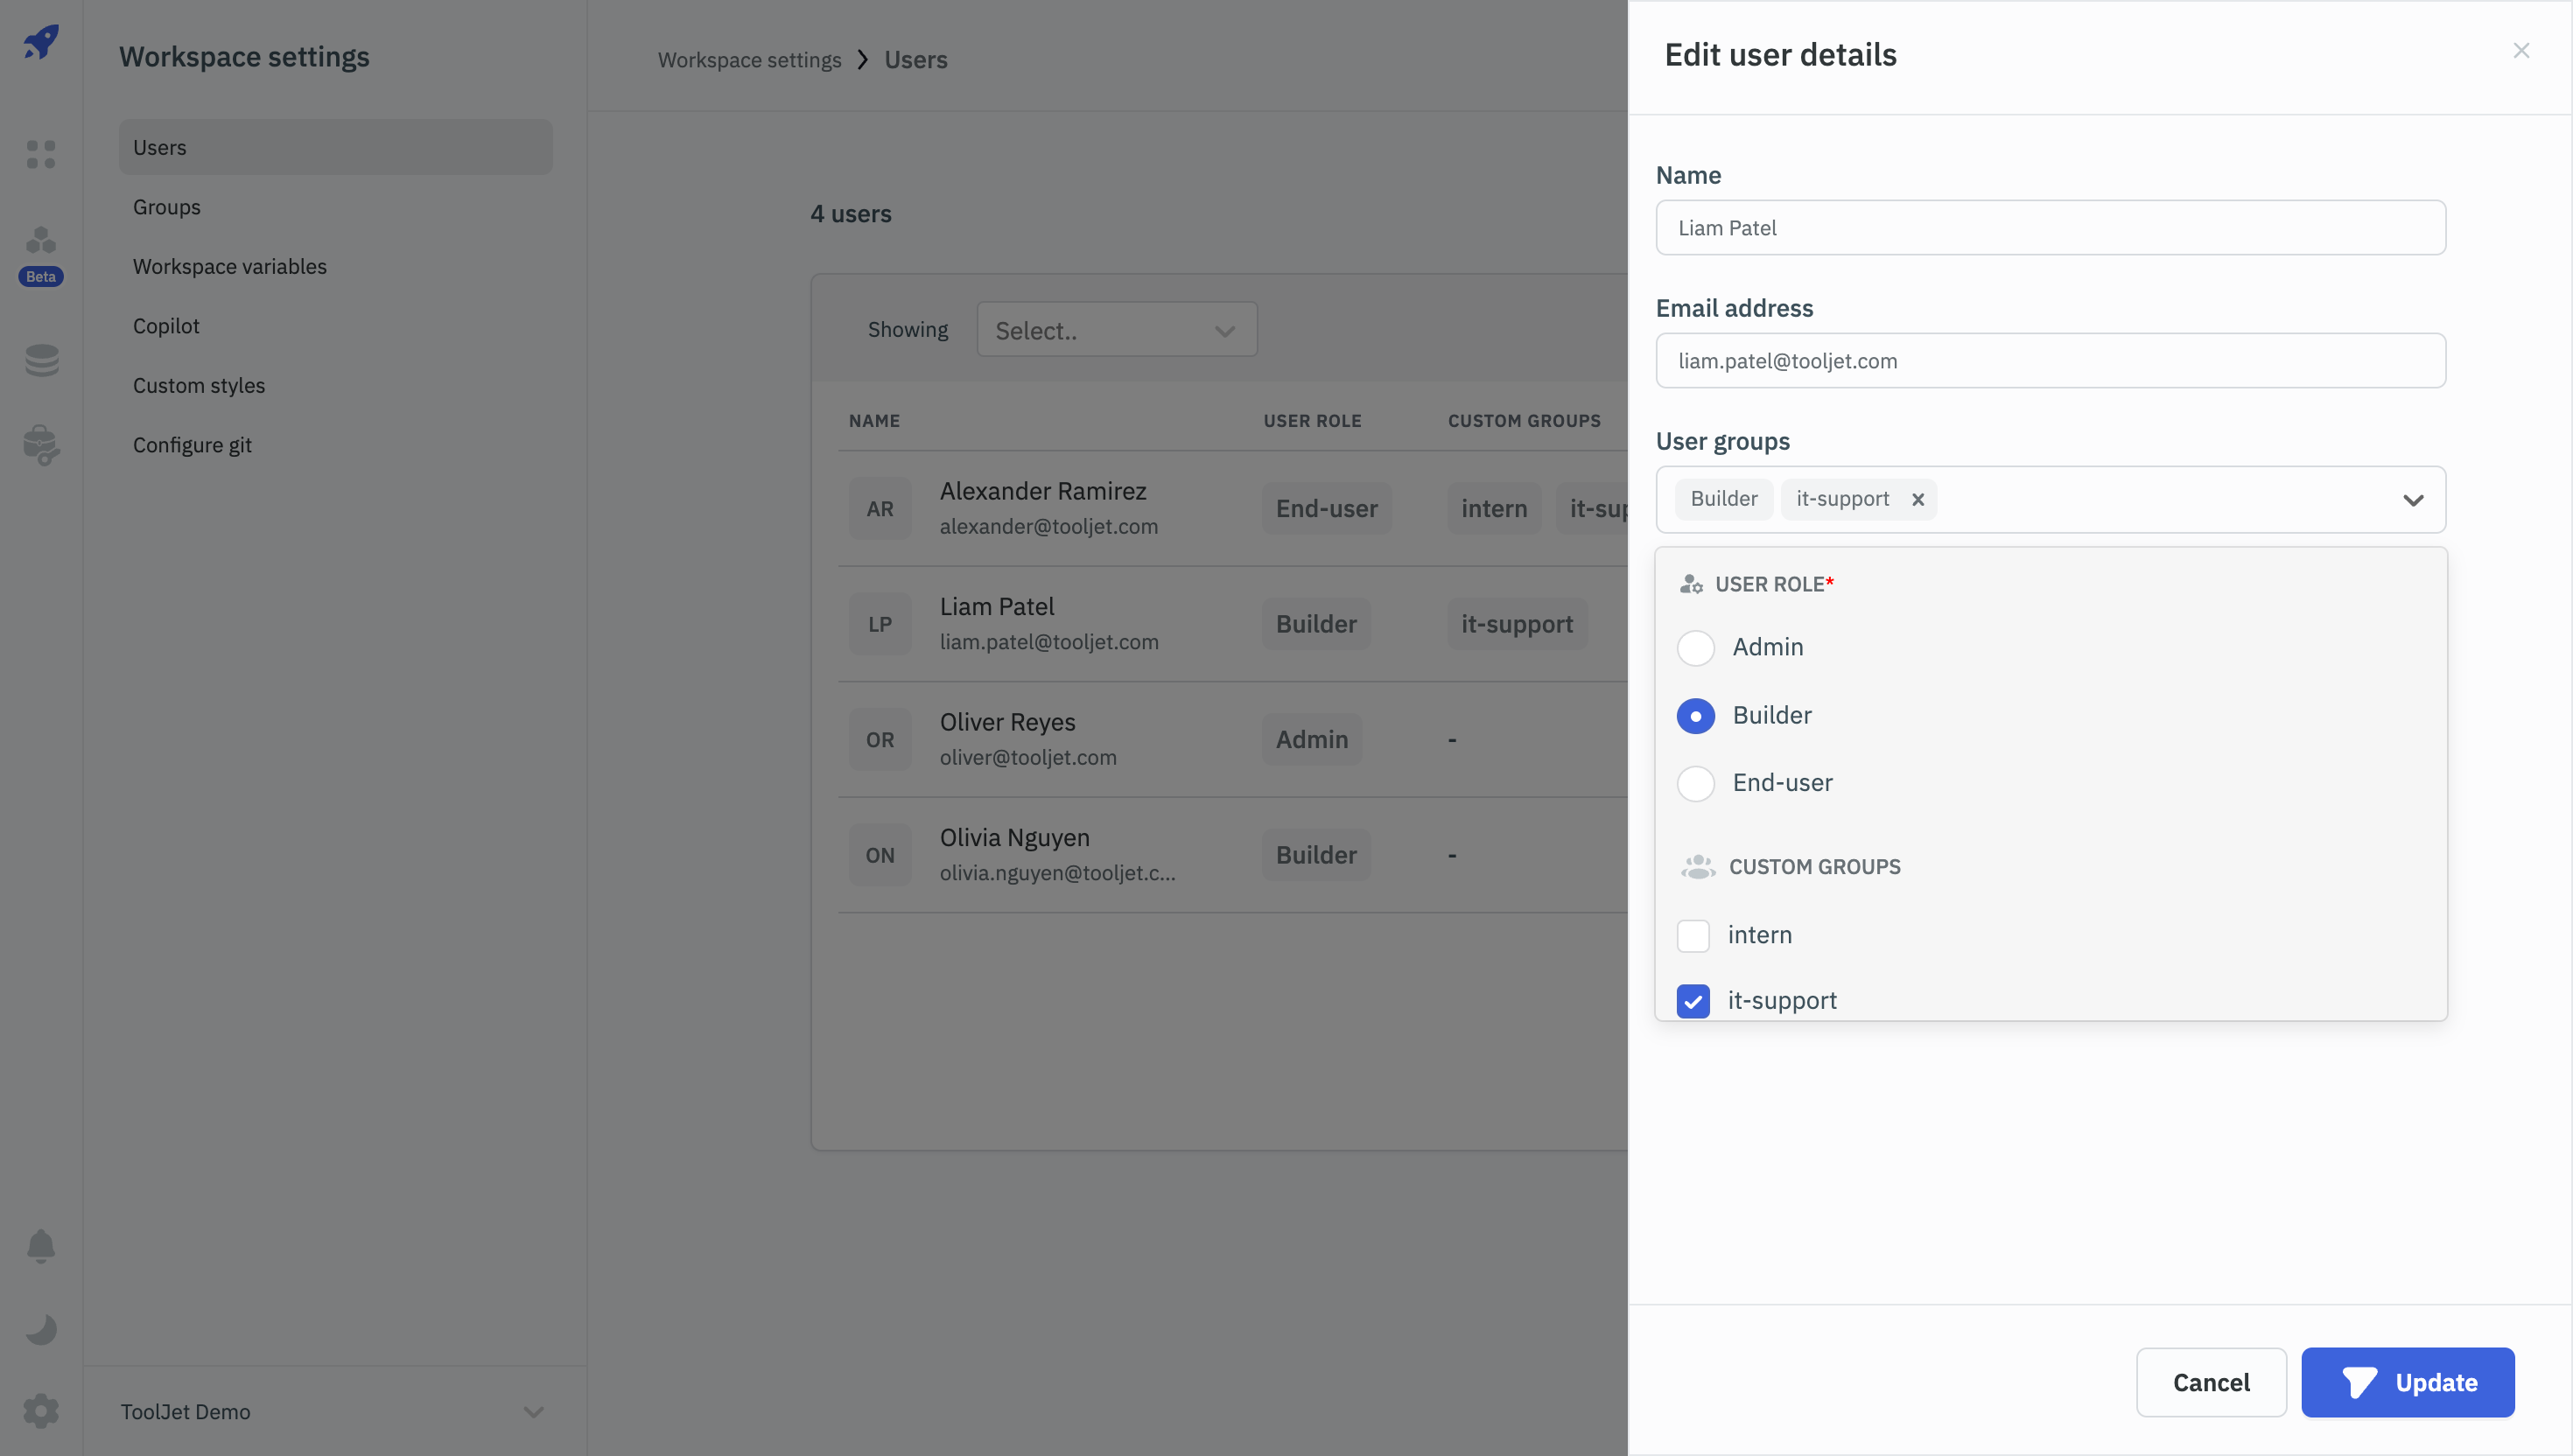 Beta
Workspace settings
Users
Groups
Workspace variables
Copilot
Custom styles
Configure git
ToolJet Demo
Workspace settings Users
4 users
Showing Select..
NAME USER ROLE CUSTOM GROUPS
AR Alexander Ramirez End-user intern it-sup
alexander@tooljet.com
LP Liam Patel Builder it-support
liam.patel@tooljet.com
OR Oliver Reyes Admin -
oliver@tooljet.com
ON Olivia Nguyen Builder -
olivia.nguyen@tooljet.c...
Edit user details
Name
Liam Patel
Email address
liam.patel@tooljet.com
User groups
Builder it-support
USER ROLE*
Admin
Builder
End-user
CUSTOM GROUPS
intern
it-support
Cancel Update